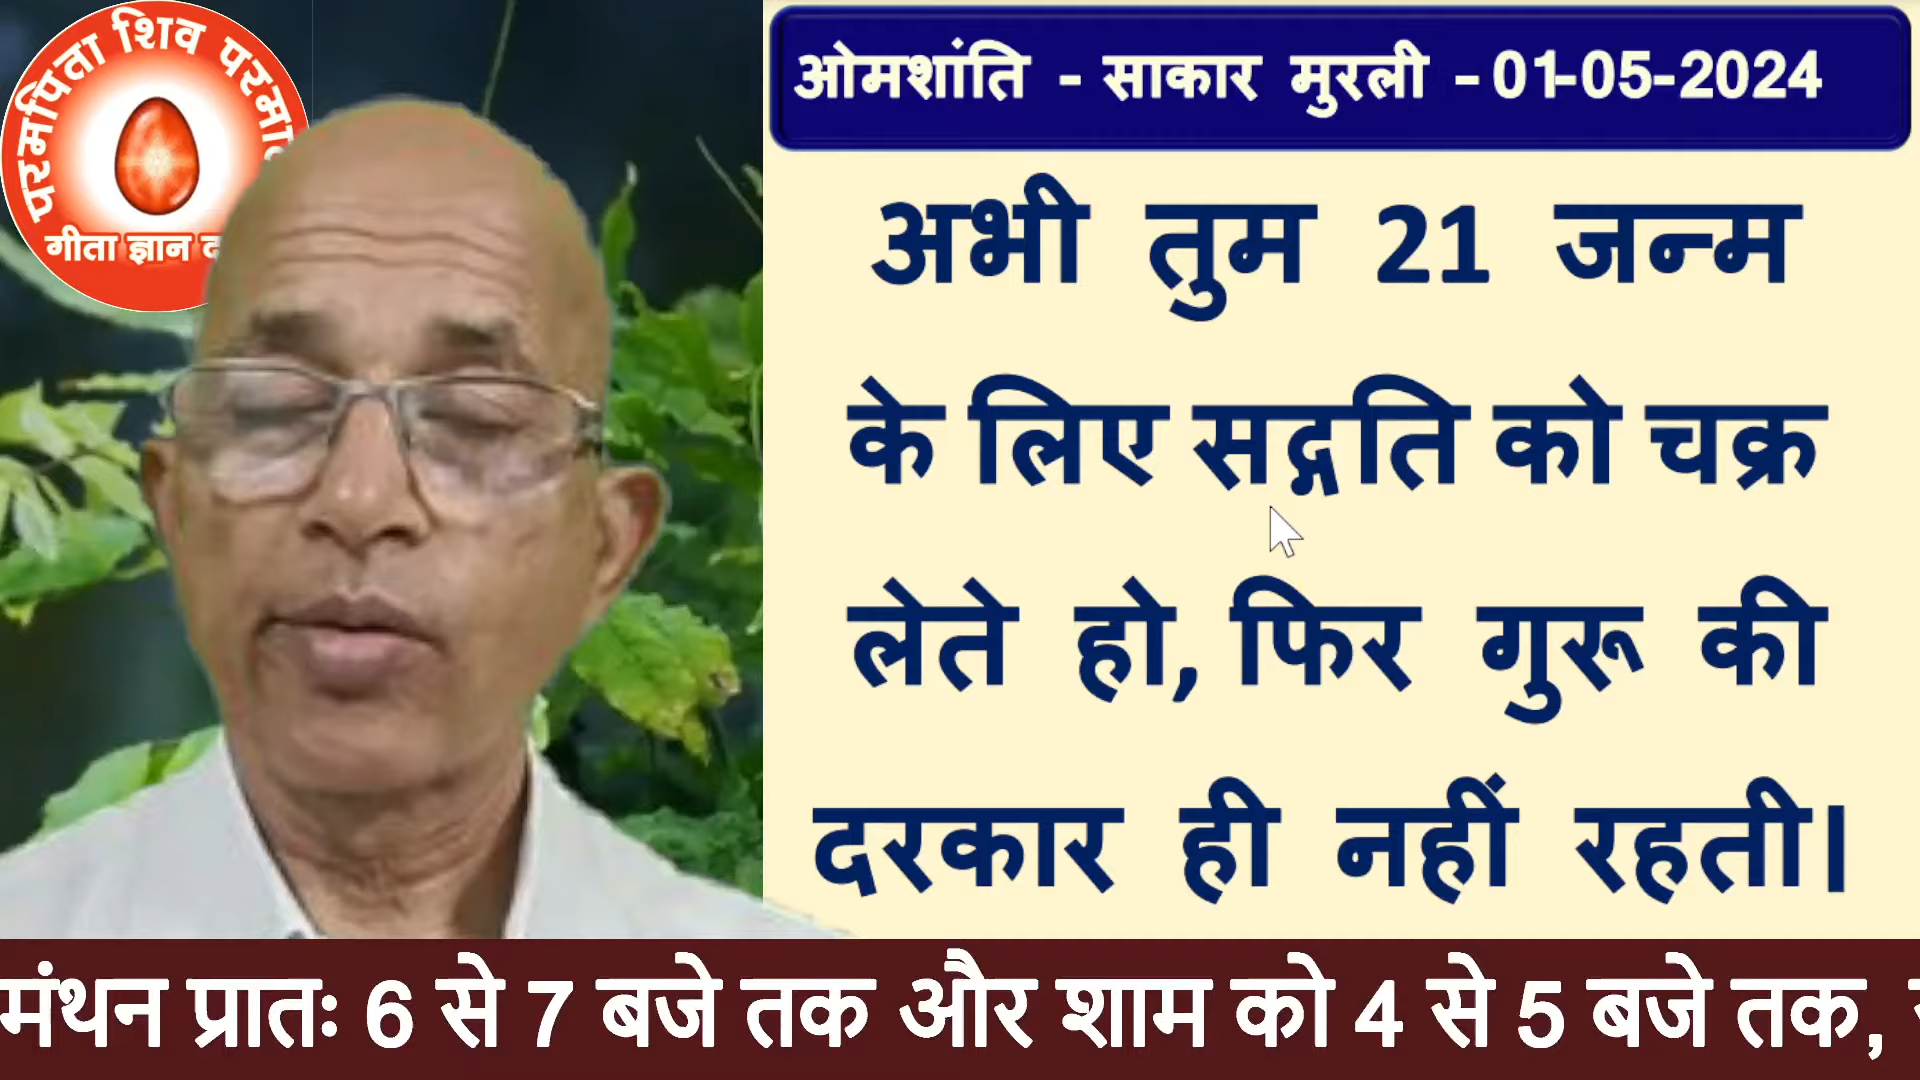 परमपिता शिव
गीता ज्ञान
ओमशांति - साकार मुरली - 01-05-2024
अभी तुम 21 जन्म
के लिए सद्गति को चक्र
लेते हो, फिर गुरू की
दरकार ही नहीं रहती।
मंथन प्रातः 6 से 7 बजे तक और शाम को 4 से 5 बजे तक,